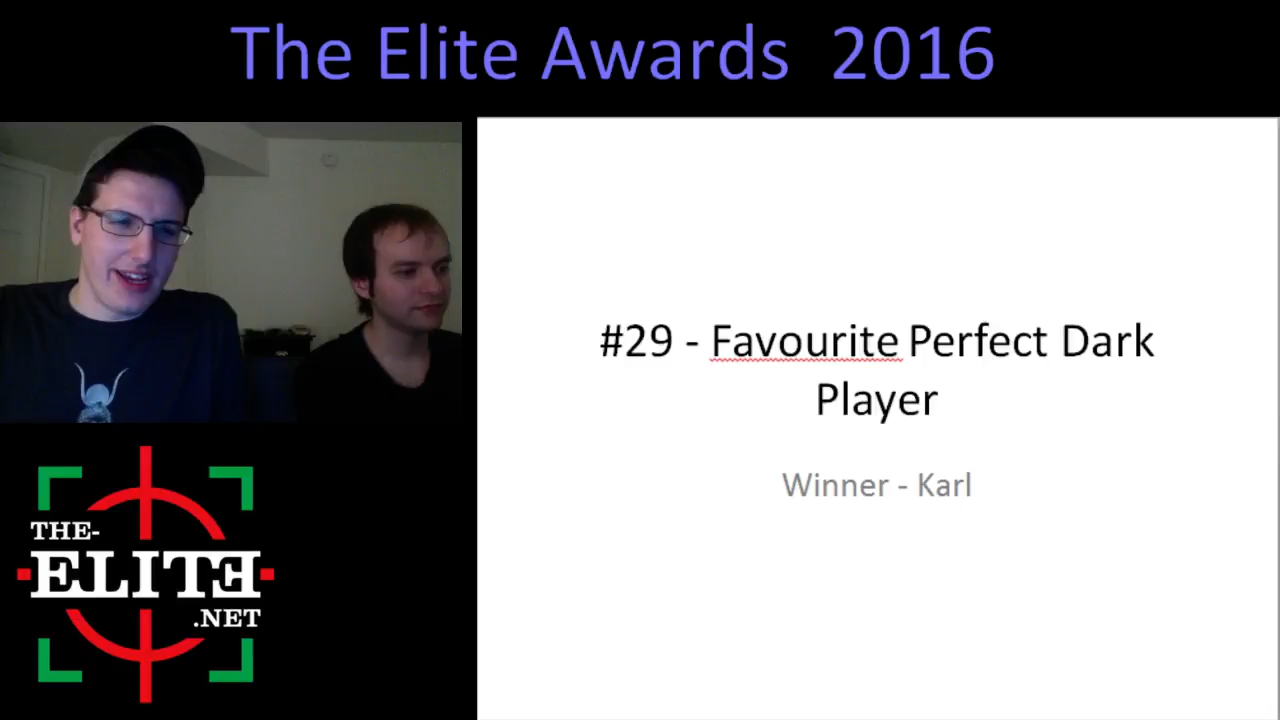 The Elite Awards 2016
#29 - Favourite Perfect Dark
Player
Winner - Karl
THE-
ELITE
.NET